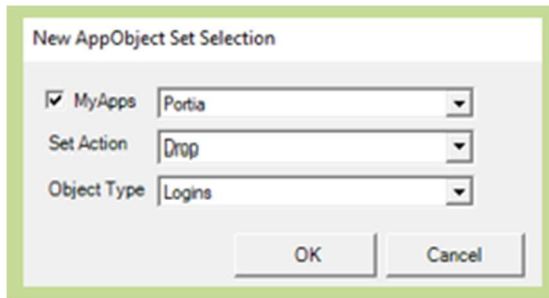 New AppObject Set Selection
MyApps Portia
Set Action Drop
Object Type Logins
OK Cancel